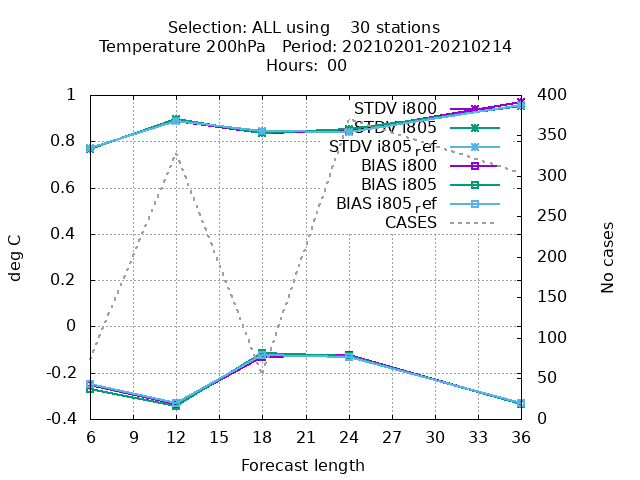 Selection: ALL using    30 stations
Temperature 200hPa   Period: 20210201-20210214
Hours: 00
STDV i800
STDV i805
STDV i805_ref
BIAS i800
BIAS i805
BIAS i805_ref
CASES
deg C
1
0.8
0.6
0.4
0.2
0
-0.2
-0.4
No cases
400
350
300
250
200
150
100
50
0
6 9 12 15 18 21 24 27 30 33 36
Forecast length